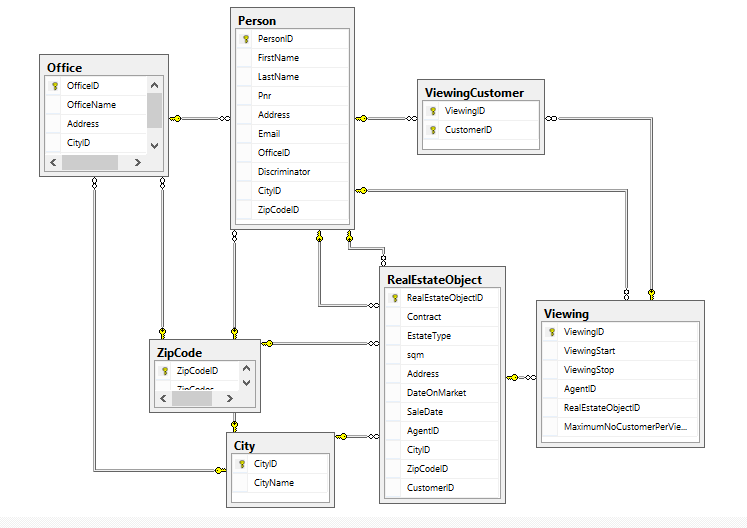 Office
OfficeID
OfficeName
Address
CityID
Person
PersonID
FirstName
LastName
Pnr
Address
Email
OfficeID
Discriminator
CityID
ZipCodeID
ViewingCustomer
ViewingID
CustomerID
RealEstateObject
RealEstateObjectID
Contract
EstateType
sqm
Address
DateOnMarket
SaleDate
AgentID
CityID
ZipCodeID
CustomerID
Viewing
ViewingID
ViewingStart
ViewingStop
AgentID
RealEstateObjectID
MaximumNoCustomerPerVie...
ZipCode
ZipCodeID
ZipCodes
City
CityID
CityName